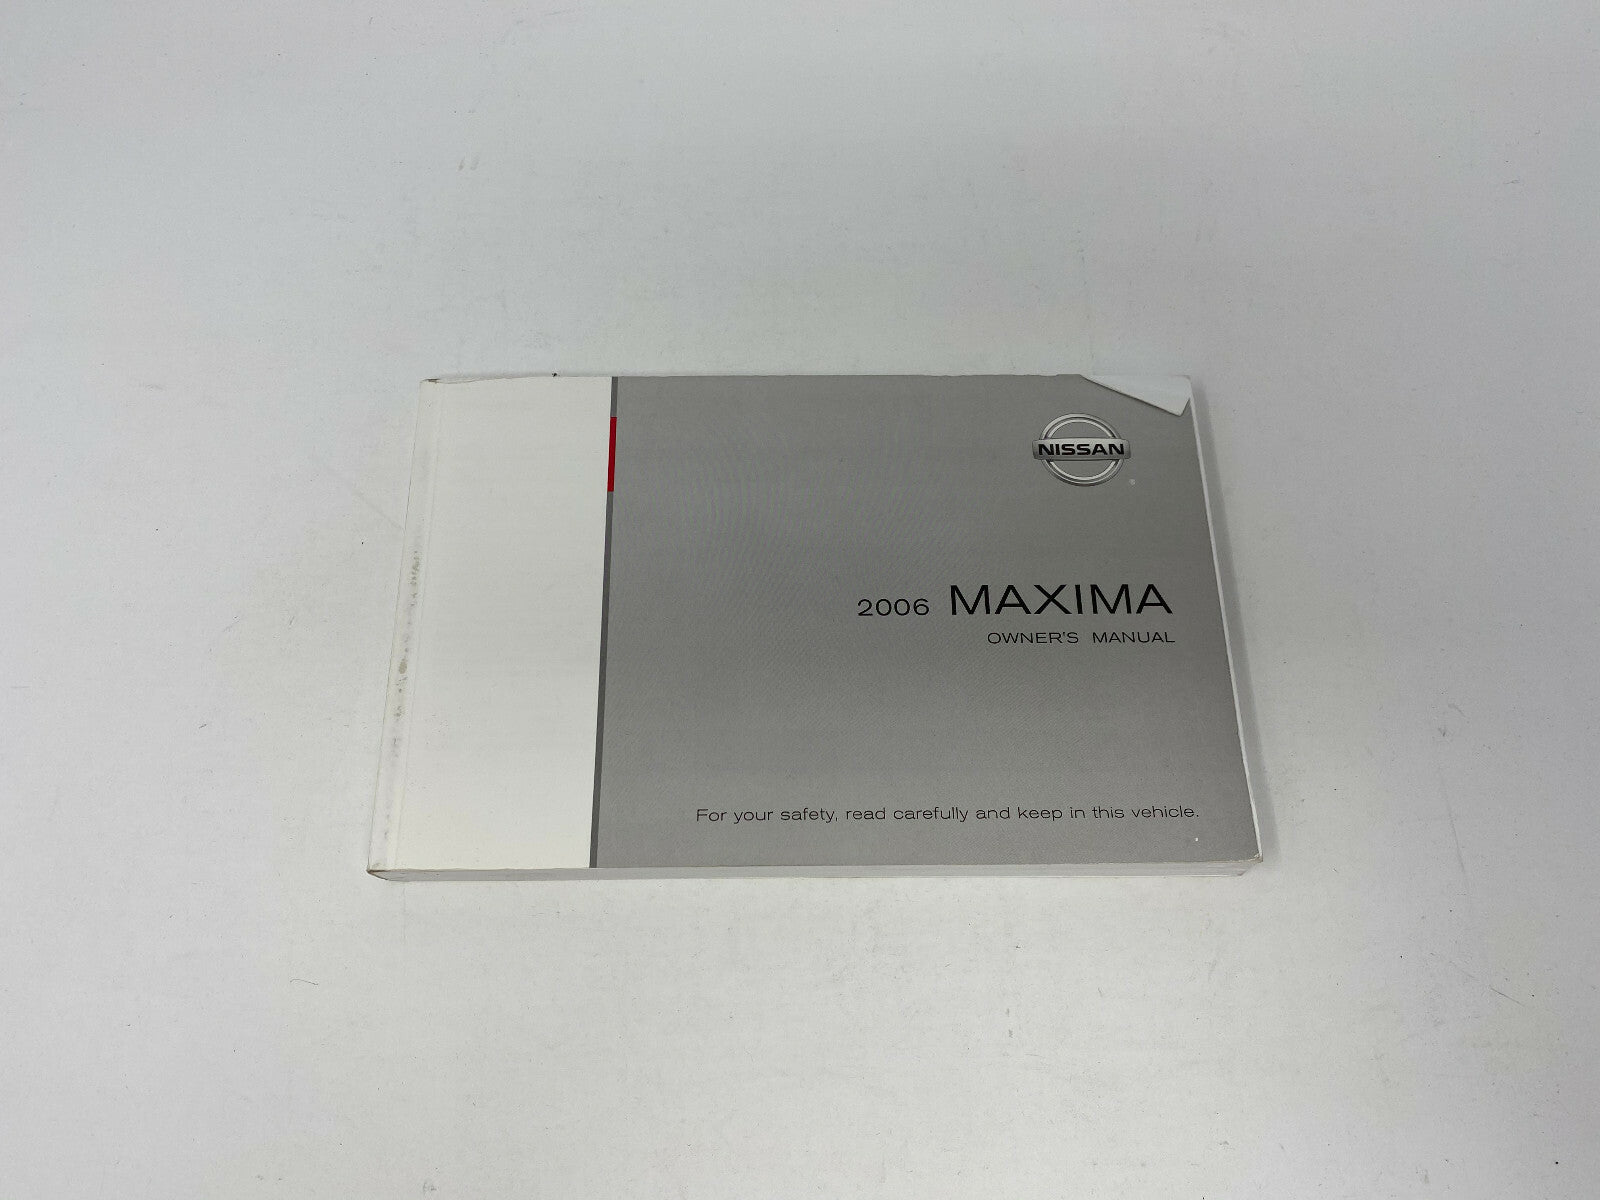 NISSAN
®
2006 MAXIMA
OWNER'S MANUAL
For your safety, read carefully and keep in this vehicle.